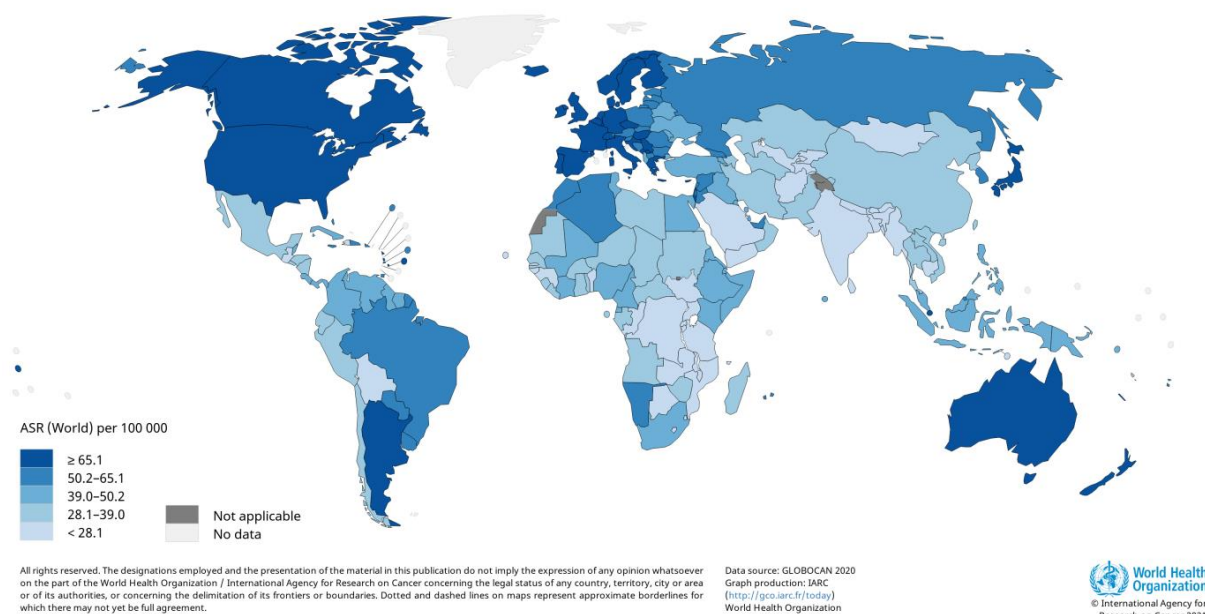 ASR (World) per 100 000
≥ 65.1
50.2–65.1
39.0–50.2
28.1–39.0
< 28.1
Not applicable
No data
All rights reserved. The designations employed and the presentation of the material in this publication do not imply the expression of any opinion whatsoever
on the part of the World Health Organization / International Agency for Research on Cancer concerning the legal status of any country, territory, city or area
or of its authorities, or concerning the delimitation of its frontiers or boundaries. Dotted and dashed lines on maps represent approximate borderlines for
which there may not yet be full agreement.
Data source: GLOBOCAN 2020
Graph production: IARC
(http://gco.iarc.fr/today)
World Health Organization
World Health
Organization
© International Agency for
Research on Cancer 2021